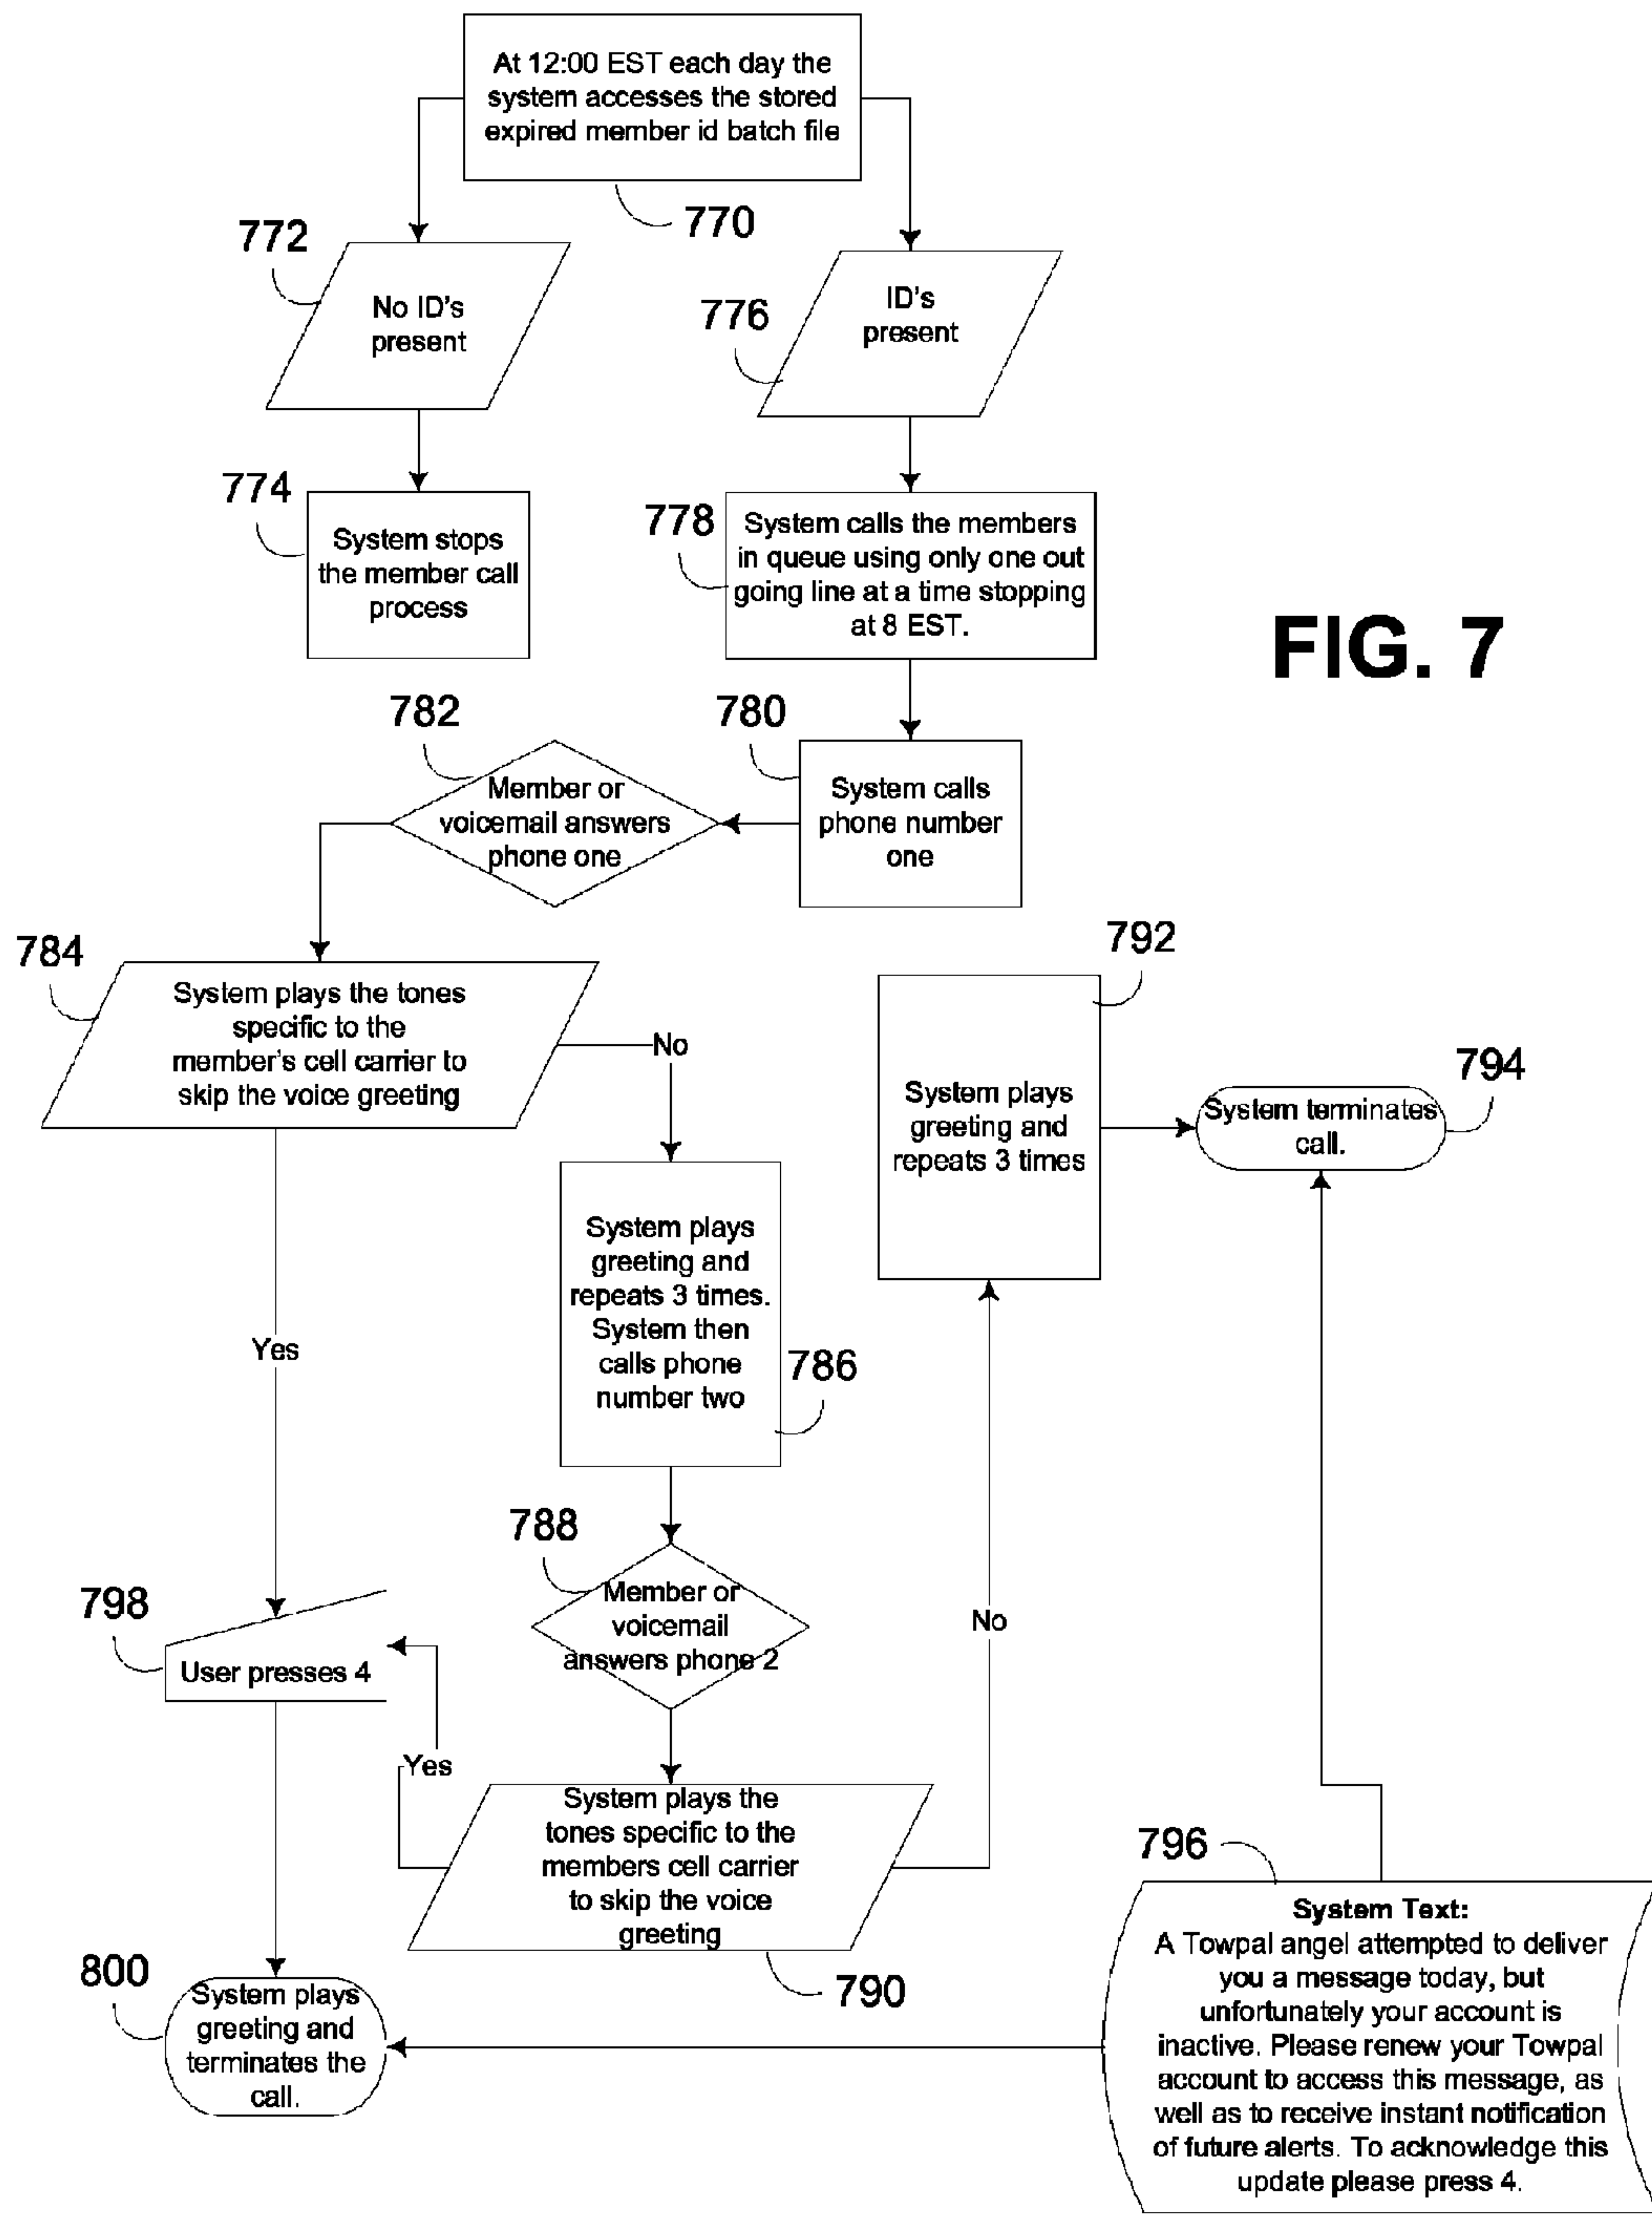 At 12:00 EST each day the
system accesses the stored
expired member id batch file
770
772
No ID's
present
776
ID's
present
774
System stops
the member call
process
778
System calls the members
in queue using only one out
going line at a time stopping
at 8 EST.
FIG. 7
782
Member or
voicemail answers
phone one
780
System calls
phone number
one
784
System plays the tones
specific to the
member's cell carrier to
skip the voice greeting
No
792
System plays
greeting and
repeats 3 times
794
System terminates
call.
System plays
greeting and
repeats 3 times.
System then
calls phone
number two
786
Yes
788
Member or
voicemail
answers phone 2
No
798
User presses 4
Yes
System plays the
tones specific to the
members cell carrier
to skip the voice
greeting
790
796
System Text:
A Towpal angel attempted to deliver
you a message today, but
unfortunately your account is
inactive. Please renew your Towpal
account to access this message, as
well as to receive instant notification
of future alerts. To acknowledge this
update please press 4.
800
System plays
greeting and
terminates the
call.